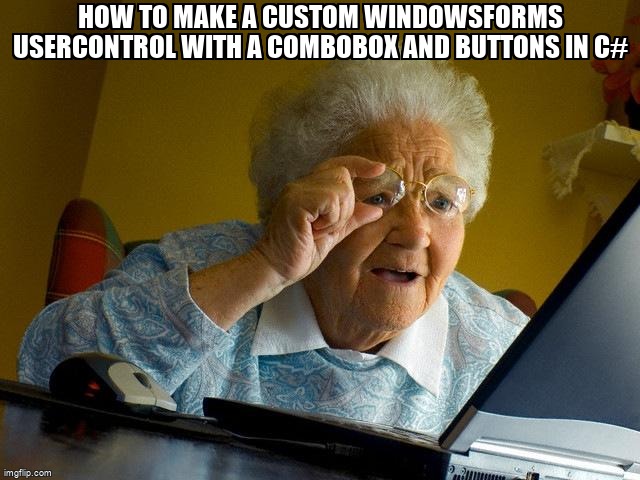 HOW TO MAKE A CUSTOM WINDOWSFORMS
USERCONTROL WITH A COMBOBOX AND BUTTONS IN C#
imgflip.com